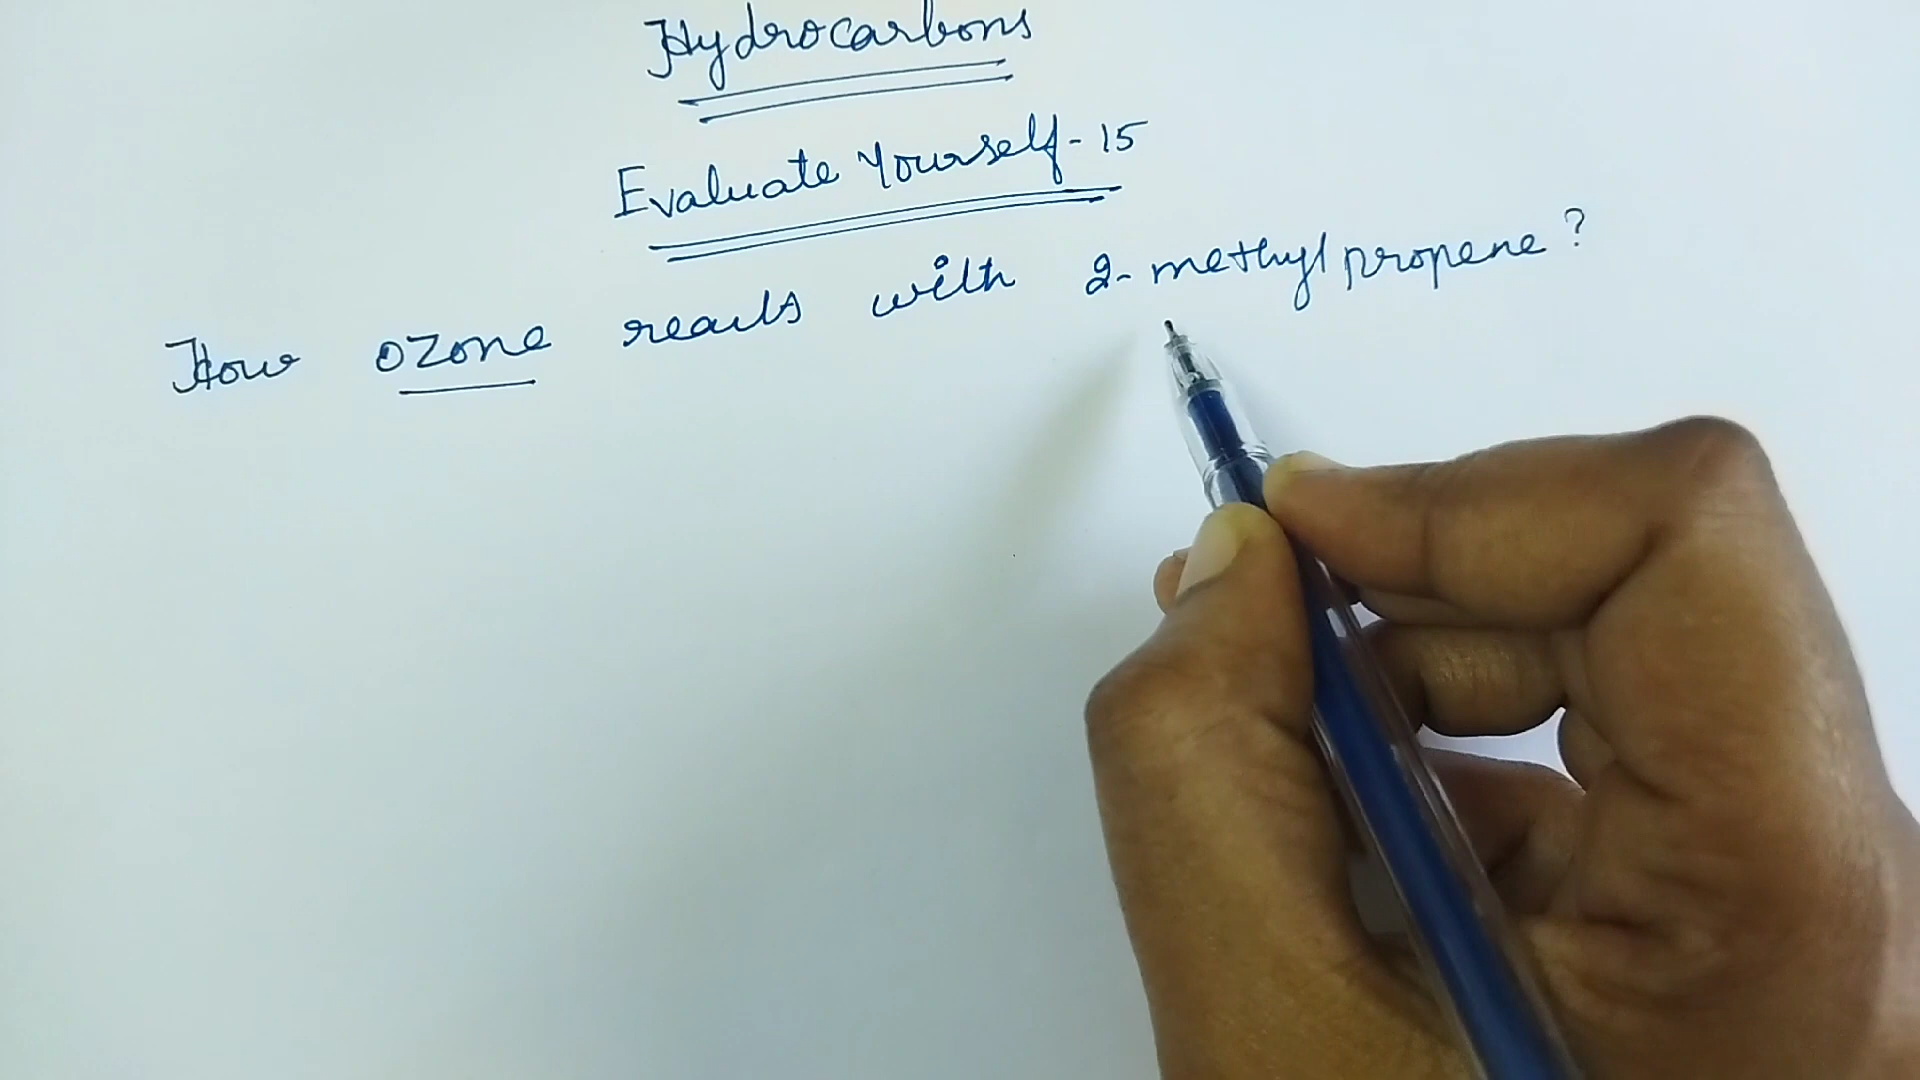 Hydrocarbons
Evaluate Yourself-15
How ozone reacts with 2-methylpropene?